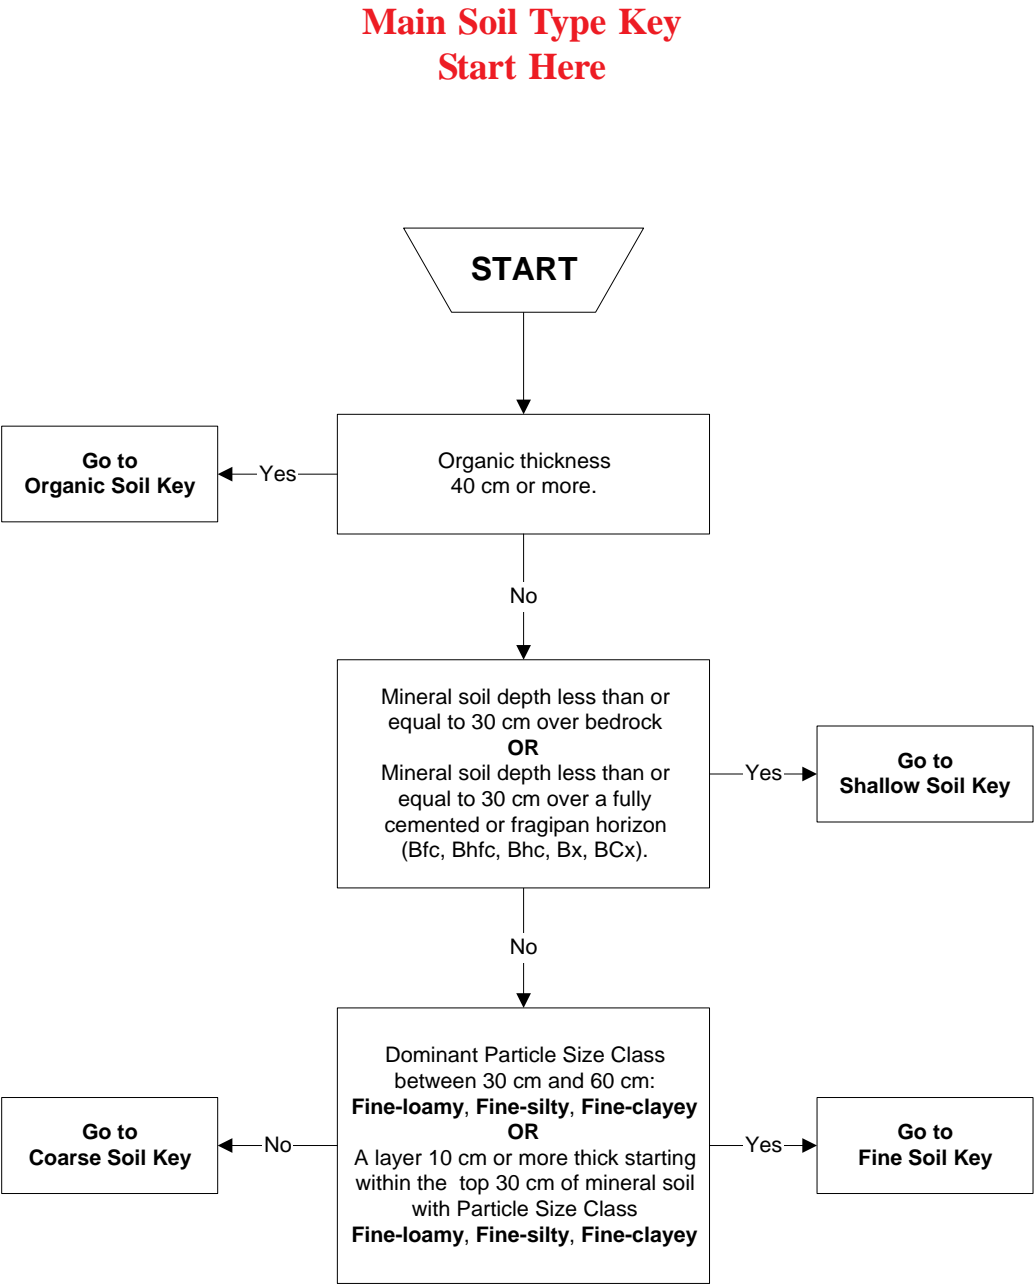 Main Soil Type Key
Start Here
START
Organic thickness
40 cm or more.
Yes
Go to
Organic Soil Key
No
Mineral soil depth less than or
equal to 30 cm over bedrock
OR
Mineral soil depth less than or
equal to 30 cm over a fully
cemented or fragipan horizon
(Bfc, Bhfc, Bhc, Bx, BCx).
Yes
Go to
Shallow Soil Key
No
Dominant Particle Size Class
between 30 cm and 60 cm:
Fine-loamy, Fine-silty, Fine-clayey
OR
A layer 10 cm or more thick starting
within the top 30 cm of mineral soil
with Particle Size Class
Fine-loamy, Fine-silty, Fine-clayey
No
Go to
Coarse Soil Key
Yes
Go to
Fine Soil Key